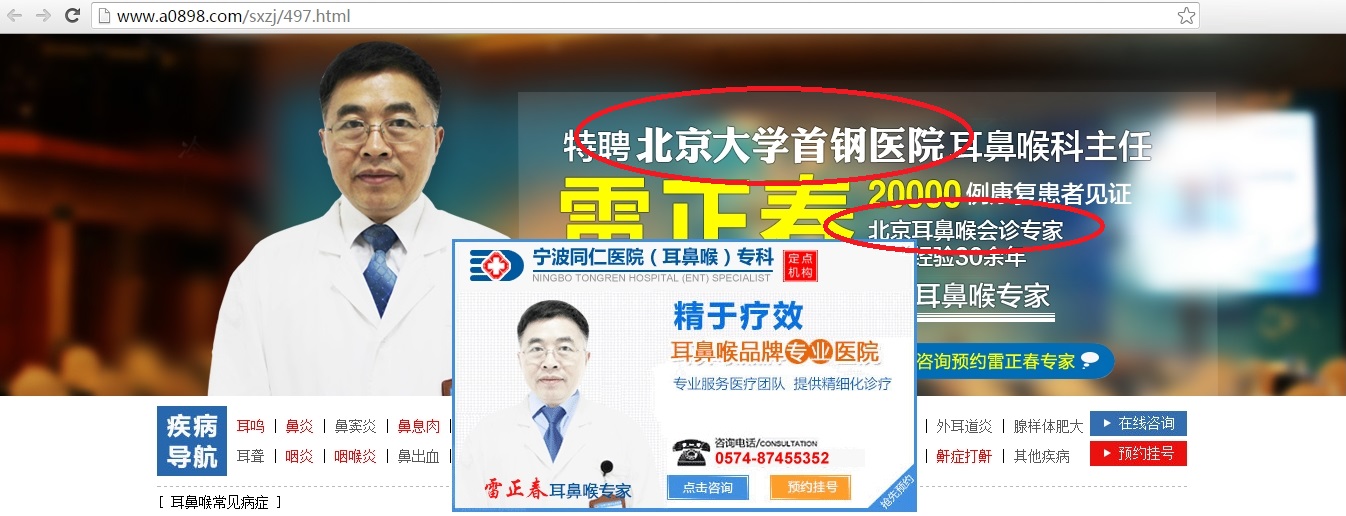 www.a0898.com/sxzj/497.html
特聘北京大学首钢医院耳鼻喉科主任
雷正春
20000例康复患者见证
北京耳鼻喉会诊专家
经验30余年
耳鼻喉专家
咨询预约雷正春专家
宁波同仁医院（耳鼻喉）专科
NINGBO TONGREN HOSPITAL (ENT) SPECIALIST
定点
机构
精于疗效
耳鼻喉品牌专业医院
专业服务医疗团队 提供精细化诊疗
咨询电话/CONSULTATION
0574-87455352
雷正春耳鼻喉专家
点击咨询
预约挂号
抢先预约
疾病
导航
耳鸣 | 鼻炎 | 鼻窦炎 | 鼻息肉 |
| 外耳道炎 | 腺样体肥大
耳聋 | 咽炎 | 咽喉炎 | 鼻出血 |
| 鼾症打鼾 | 其他疾病
在线咨询
预约挂号
[ 耳鼻喉常见病症 ]